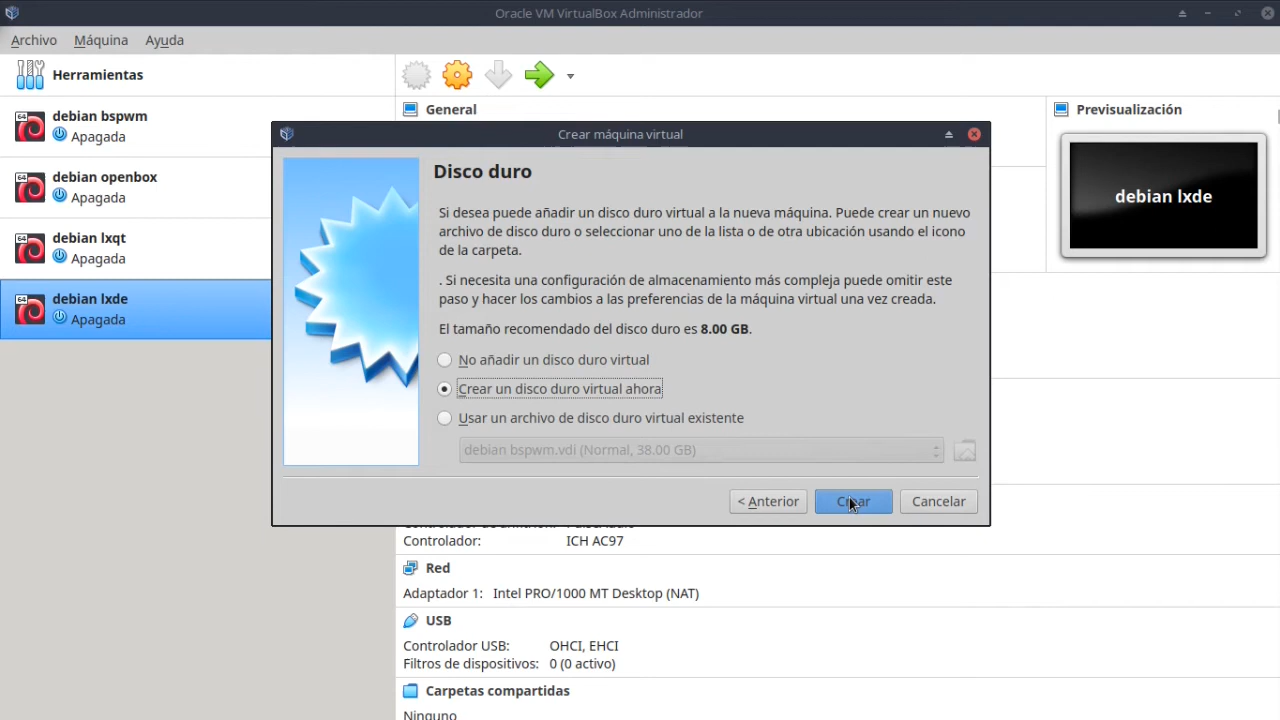 Oracle VM VirtualBox Administrador
Archivo
Máquina
Ayuda
Herramientas
64
debian bspwm
Apagada
64
debian openbox
Apagada
64
debian lxqt
Apagada
64
debian lxde
Apagada
General
Previsualización
debian lxde
Crear máquina virtual
Disco duro
Si desea puede añadir un disco duro virtual a la nueva máquina. Puede crear un nuevo
archivo de disco duro o seleccionar uno de la lista o de otra ubicación usando el icono
de la carpeta.
. Si necesita una configuración de almacenamiento más compleja puede omitir este
paso y hacer los cambios a las preferencias de la máquina virtual una vez creada.
El tamaño recomendado del disco duro es 8.00 GB.
No añadir un disco duro virtual
Crear un disco duro virtual ahora
Usar un archivo de disco duro virtual existente
debian bspwm.vdi (Normal, 38.00 GB)
< Anterior
Crear
Cancelar
Controlador: ICH AC97
Red
Adaptador 1: Intel PRO/1000 MT Desktop (NAT)
USB
Controlador USB: OHCI, EHCI
Filtros de dispositivos: 0 (0 activo)
Carpetas compartidas
Ninguno